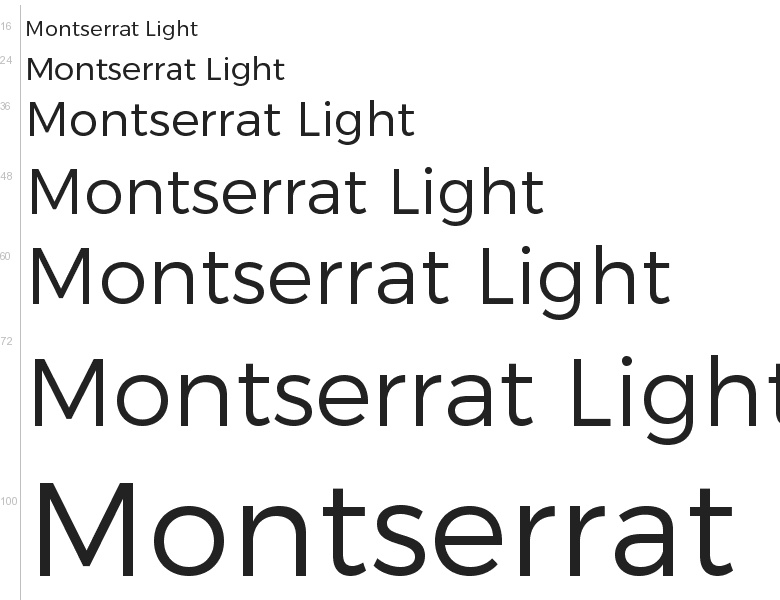 16 Montserrat Light
24 Montserrat Light
36 Montserrat Light
48 Montserrat Light
60 Montserrat Light
72 Montserrat Light
100 Montserrat